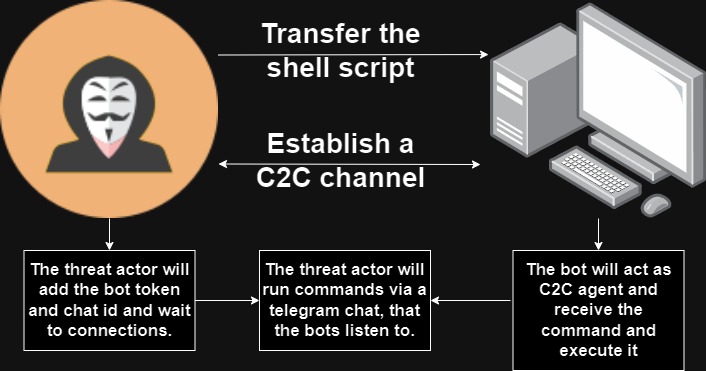 Transfer the
shell script
Establish a
C2C channel
The threat actor will
add the bot token
and chat id and wait
to connections.
The threat actor will
run commands via a
telegram chat, that
the bots listen to.
The bot will act as
C2C agent and
receive the
command and
execute it